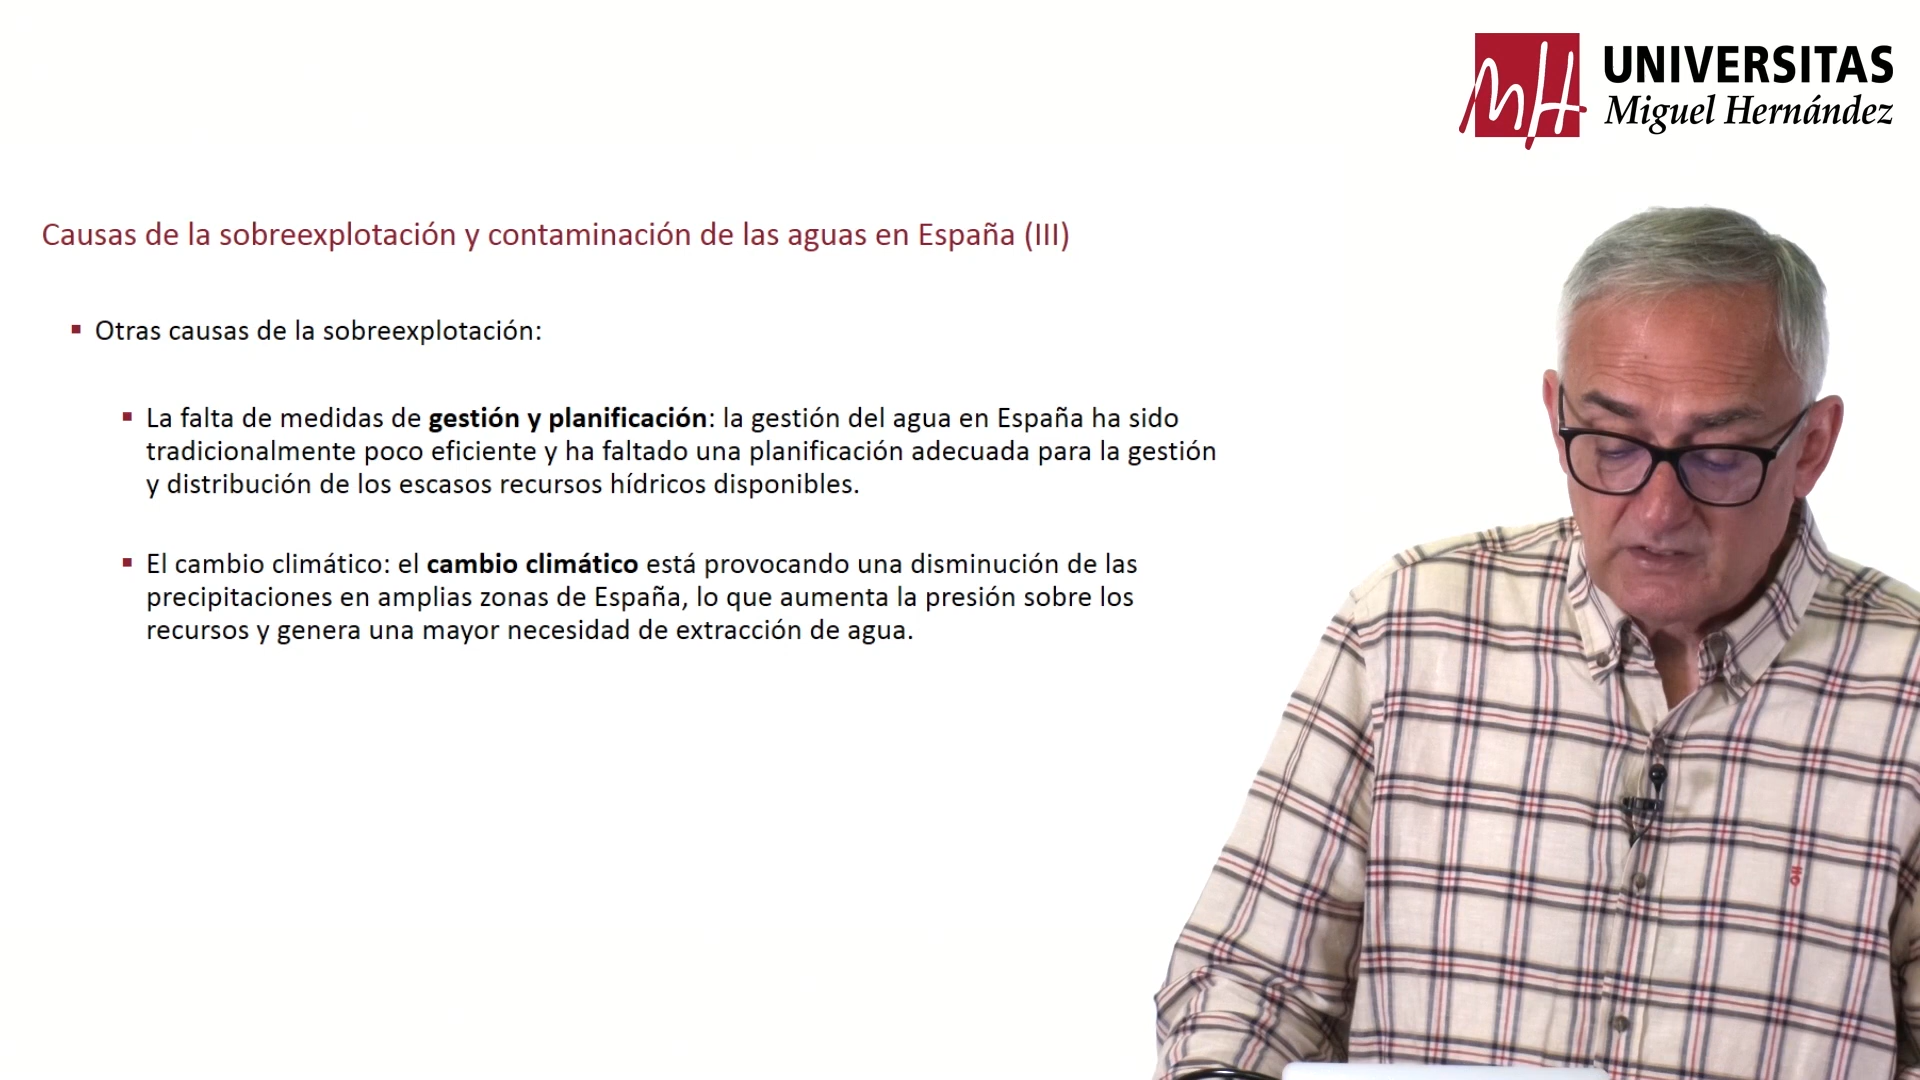 UNIVERSITAS
Miguel Hernández
Causas de la sobreexplotación y contaminación de las aguas en España (III)
Otras causas de la sobreexplotación:
La falta de medidas de gestión y planificación: la gestión del agua en España ha sido
tradicionalmente poco eficiente y ha faltado una planificación adecuada para la gestión
y distribución de los escasos recursos hídricos disponibles.
El cambio climático: el cambio climático está provocando una disminución de las
precipitaciones en amplias zonas de España, lo que aumenta la presión sobre los
recursos y genera una mayor necesidad de extracción de agua.